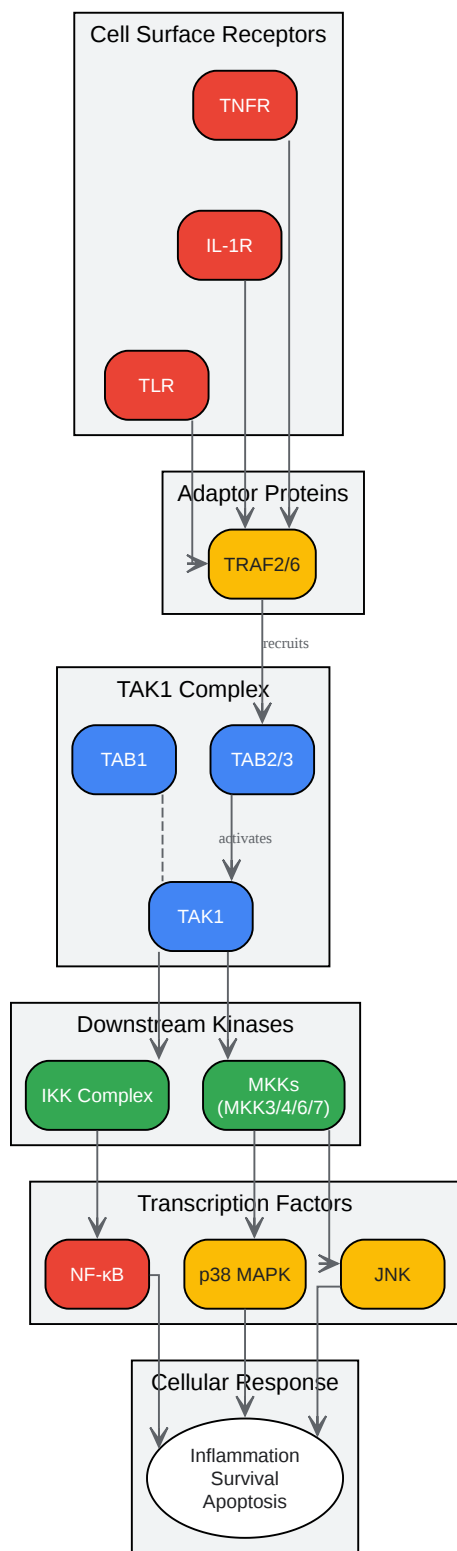 Cell Surface Receptors
TNFR
IL-1R
TLR
Adaptor Proteins
TRAF2/6
recruits
TAK1 Complex
TAB1
TAB2/3
activates
TAK1
Downstream Kinases
IKK Complex
MKKs
(MKK3/4/6/7)
Transcription Factors
NF-κB
p38 MAPK
JNK
Cellular Response
Inflammation
Survival
Apoptosis